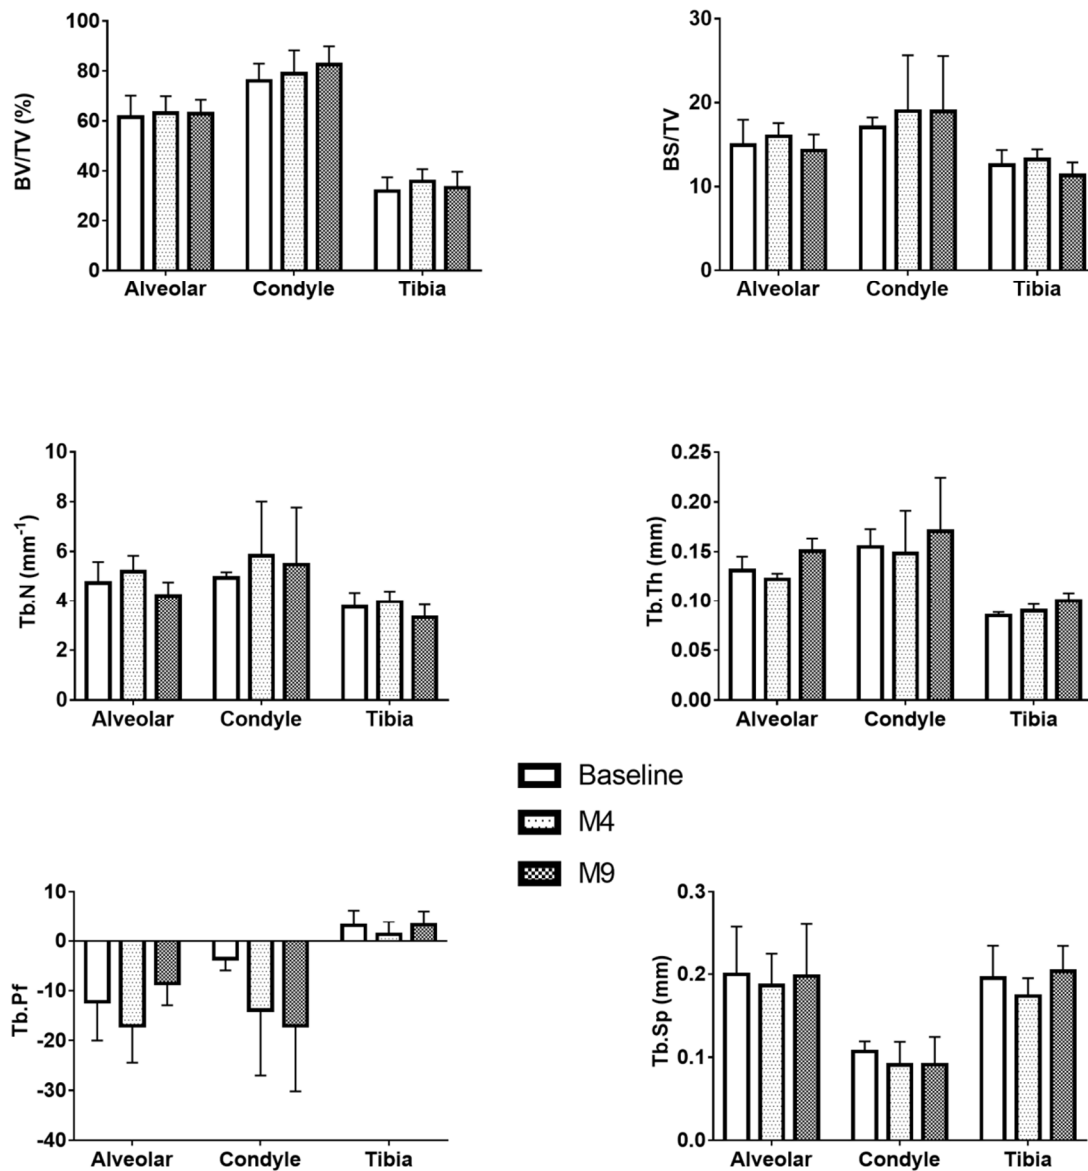 BV/TV (%)
100
80
60
40
20
0
Alveolar Condyle Tibia
BS/TV
30
20
10
0
Alveolar Condyle Tibia
Tb.N (mm⁻¹)
10
8
6
4
2
0
Alveolar Condyle Tibia
Tb.Th (mm)
0.25
0.20
0.15
0.10
0.05
0.00
Alveolar Condyle Tibia
Baseline
M4
M9
Tb.Pf
10
0
-10
-20
-30
-40
Alveolar Condyle Tibia
Tb.Sp (mm)
0.3
0.2
0.1
0.0
Alveolar Condyle Tibia